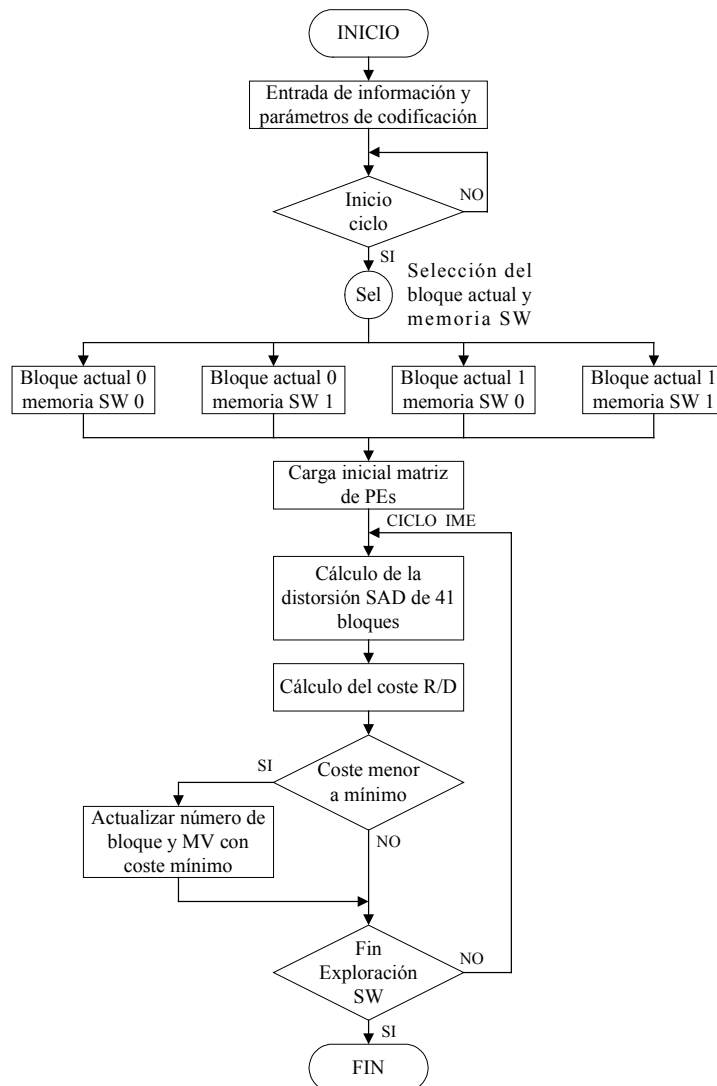 INICIO
Entrada de información y
parámetros de codificación
NO
Inicio
ciclo
SI
Selección del
bloque actual y
memoria SW
Sel
Bloque actual 0
memoria SW 0
Bloque actual 0
memoria SW 1
Bloque actual 1
memoria SW 0
Bloque actual 1
memoria SW 1
Carga inicial matriz
de PEs
CICLO IME
Cálculo de la
distorsión SAD de 41
bloques
Cálculo del coste R/D
SI
Coste menor
a mínimo
Actualizar número de
bloque y MV con
coste mínimo
NO
Fin
Exploración
SW
NO
SI
FIN